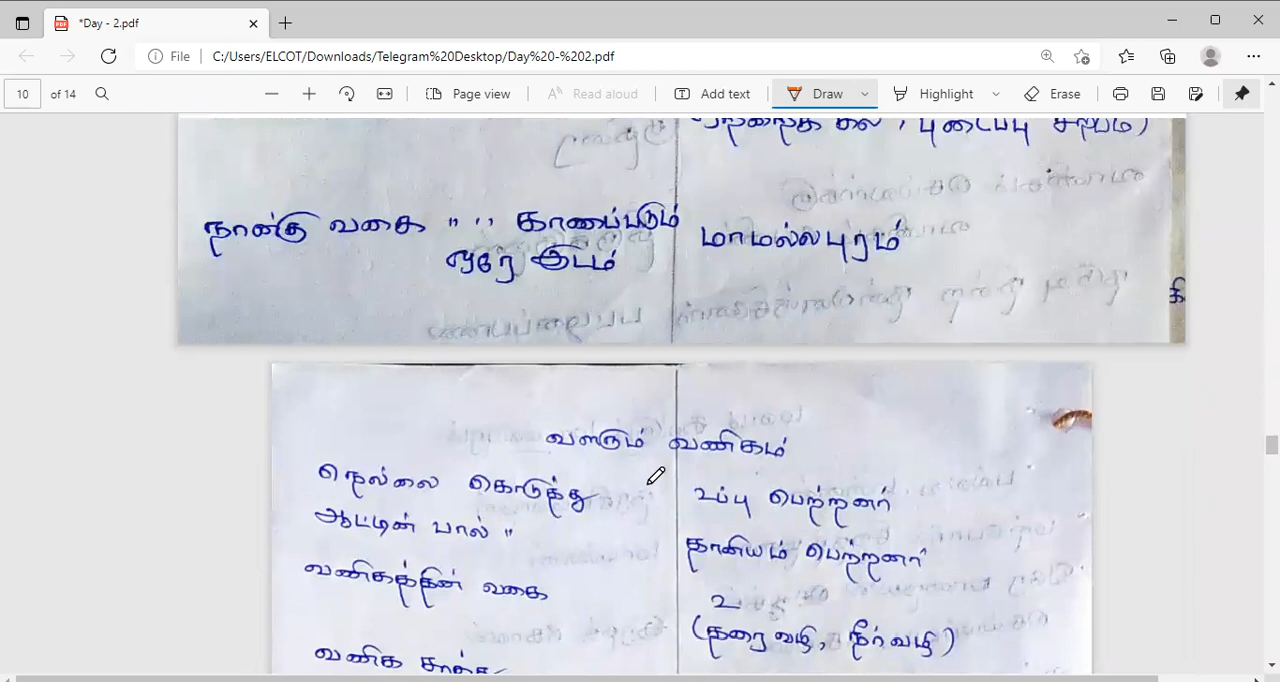 *Day - 2.pdf
File
C:/Users/ELCOT/Downloads/Telegram%20Desktop/Day%20-%202.pdf
10 of 14
Page view
Read aloud
Add text
Draw
Highlight
Erase
நான்கு வகை " " காணப்படும் ஒரே இடம்
மாமல்லபுரம்
வளரும் வணிகம்
நெல்லை கொடுத்து
உப்பு பெற்றனர்
ஆட்டின் பால் "
தானியம் பெற்றனர்
வணிகத்தின் வகை
உ
(தரைவழி, நீர்வழி)
வணிக